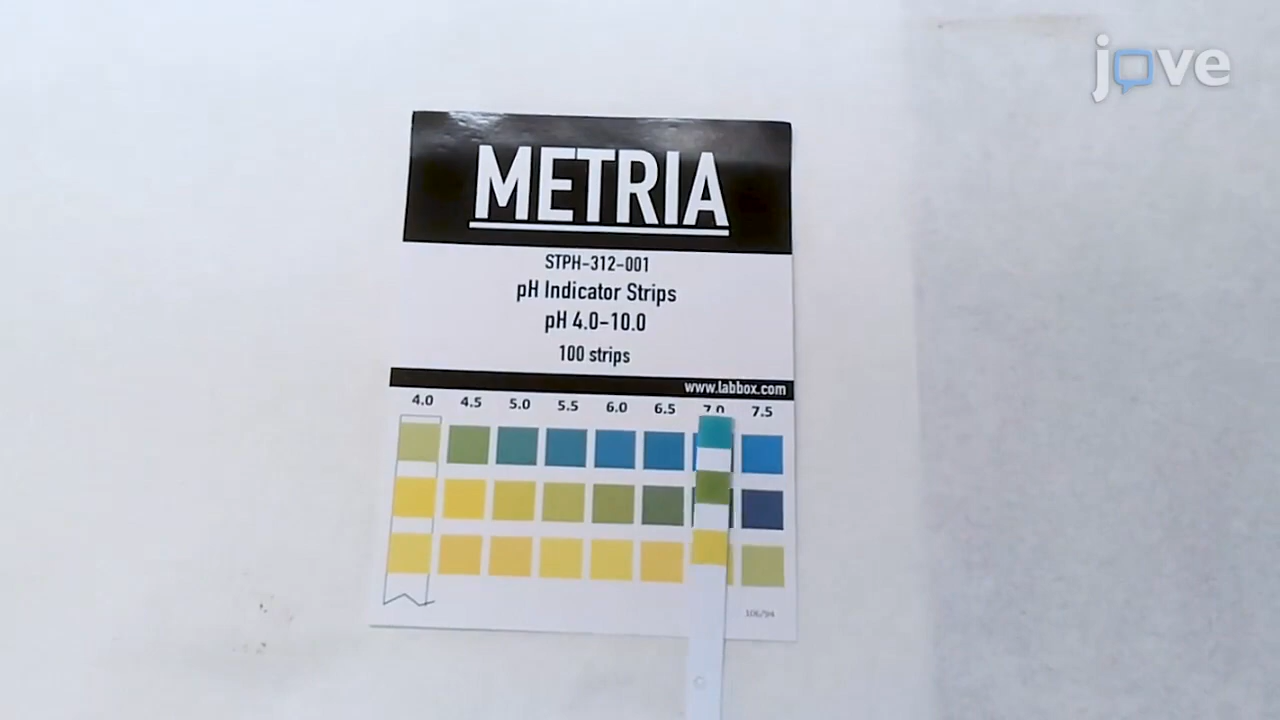 jove
METRIA
STPH-312-001
pH Indicator Strips
pH 4.0-10.0
100 strips
www.labbox.com
4.0 4.5 5.0 5.5 6.0 6.5 7.0 7.5
106/94